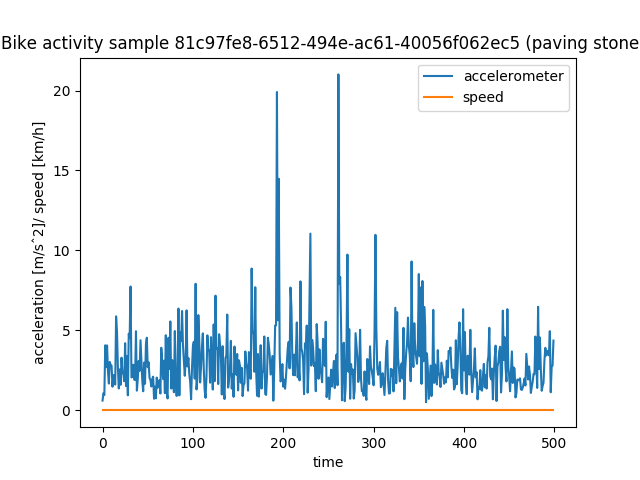 Bike activity sample 81c97fe8-6512-494e-ac61-40056f062ec5 (paving stone
accelerometer
speed
acceleration [m/s^2]/ speed [km/h]
20
15
10
5
0
0 100 200 300 400 500
time